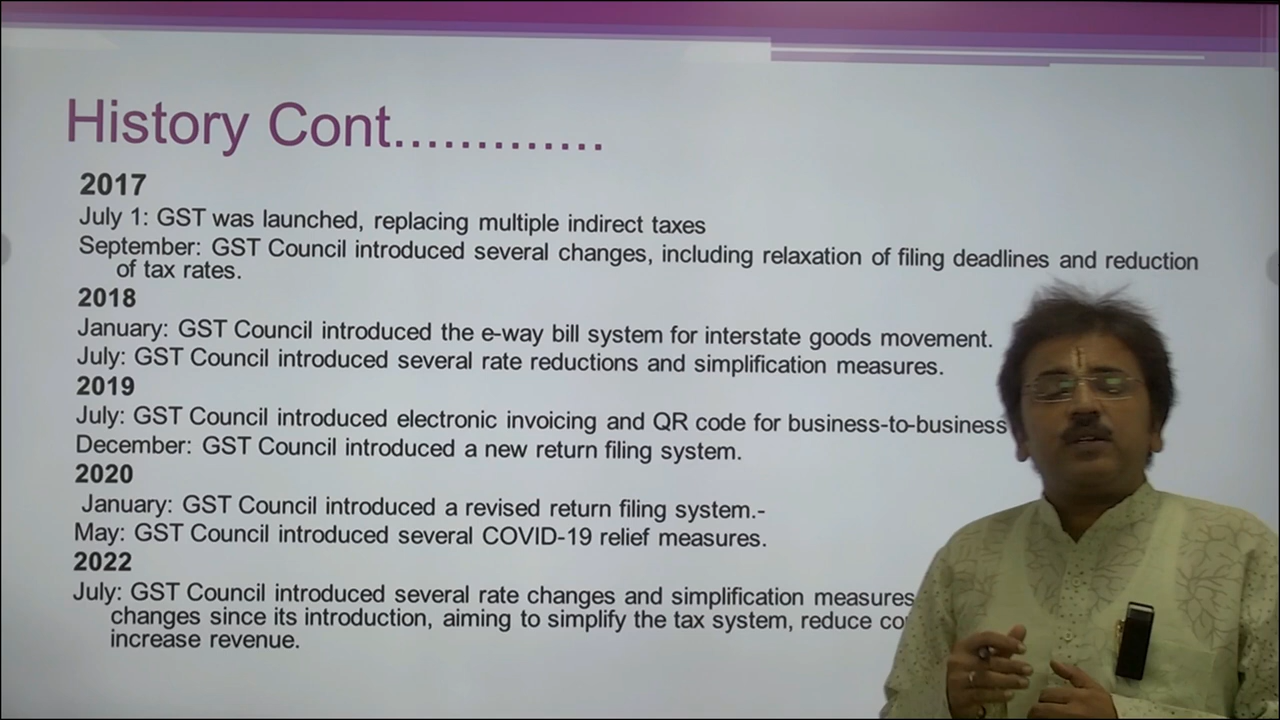 History Cont.............
2017
July 1: GST was launched, replacing multiple indirect taxes
September: GST Council introduced several changes, including relaxation of filing deadlines and reduction
of tax rates.
2018
January: GST Council introduced the e-way bill system for interstate goods movement.
July: GST Council introduced several rate reductions and simplification measures.
2019
July: GST Council introduced electronic invoicing and QR code for business-to-business
December: GST Council introduced a new return filing system.
2020
January: GST Council introduced a revised return filing system.-
May: GST Council introduced several COVID-19 relief measures.
2022
July: GST Council introduced several rate changes and simplification measures
changes since its introduction, aiming to simplify the tax system, reduce
increase revenue.